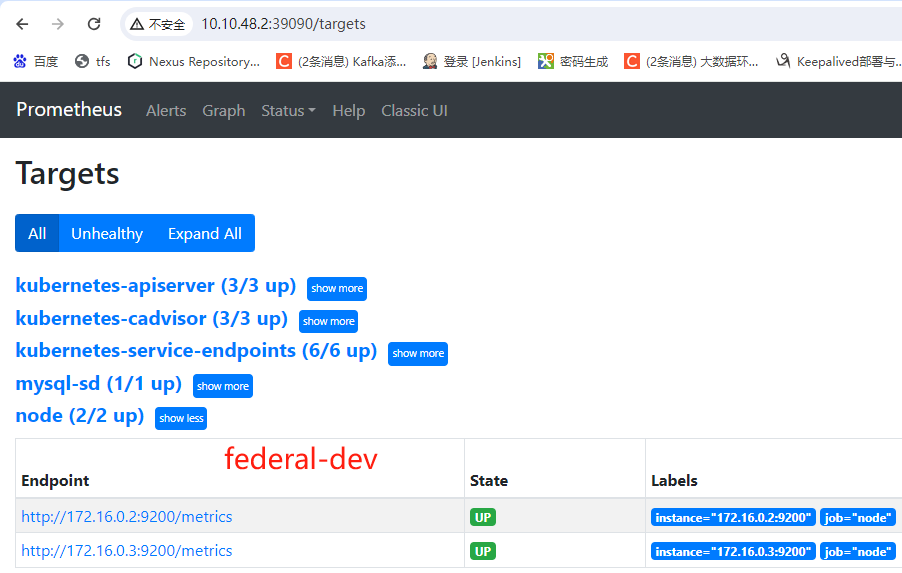 不安全 10.10.48.2:39090/targets
百度 tfs Nexus Repository... (2条消息) Kafka添... 登录 [Jenkins] 密码生成 (2条消息) 大数据环... Keepalived部署与...
Prometheus Alerts Graph Status Help Classic UI
Targets
All Unhealthy Expand All
kubernetes-apiserver (3/3 up) show more
kubernetes-cadvisor (3/3 up) show more
kubernetes-service-endpoints (6/6 up) show more
mysql-sd (1/1 up) show more
node (2/2 up) show less
federal-dev
Endpoint State Labels
http://172.16.0.2:9200/metrics UP instance="172.16.0.2:9200" job="node"
http://172.16.0.3:9200/metrics UP instance="172.16.0.3:9200" job="node"